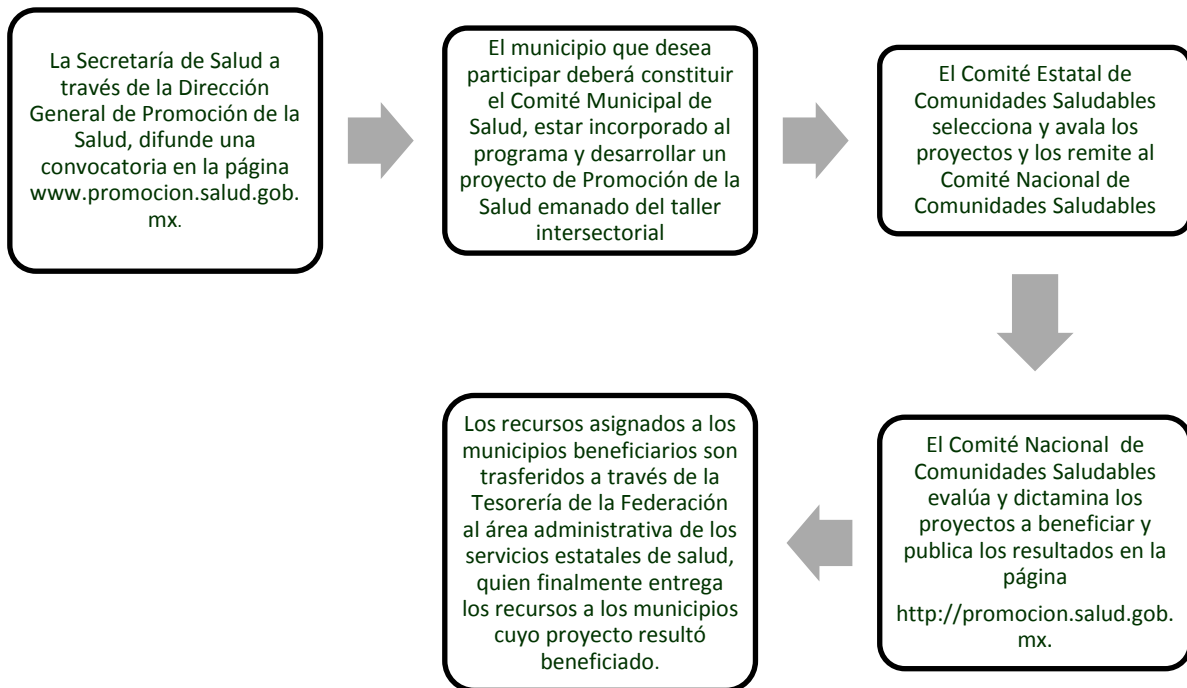 La Secretaría de Salud a
través de la Dirección
General de Promoción de la
Salud, difunde una
convocatoria en la página
www.promocion.salud.gob.
mx.
El municipio que desea
participar deberá constituir
el Comité Municipal de
Salud, estar incorporado al
programa y desarrollar un
proyecto de Promoción de la
Salud emanado del taller
intersectorial
El Comité Estatal de
Comunidades Saludables
selecciona y avala los
proyectos y los remite al
Comité Nacional de
Comunidades Saludables
El Comité Nacional de
Comunidades Saludables
evalúa y dictamina los
proyectos a beneficiar y
publica los resultados en la
página
http://promocion.salud.gob.
mx.
Los recursos asignados a los
municipios beneficiarios son
trasferidos a través de la
Tesorería de la Federación
al área administrativa de los
servicios estatales de salud,
quien finalmente entrega
los recursos a los municipios
cuyo proyecto resultó
beneficiado.